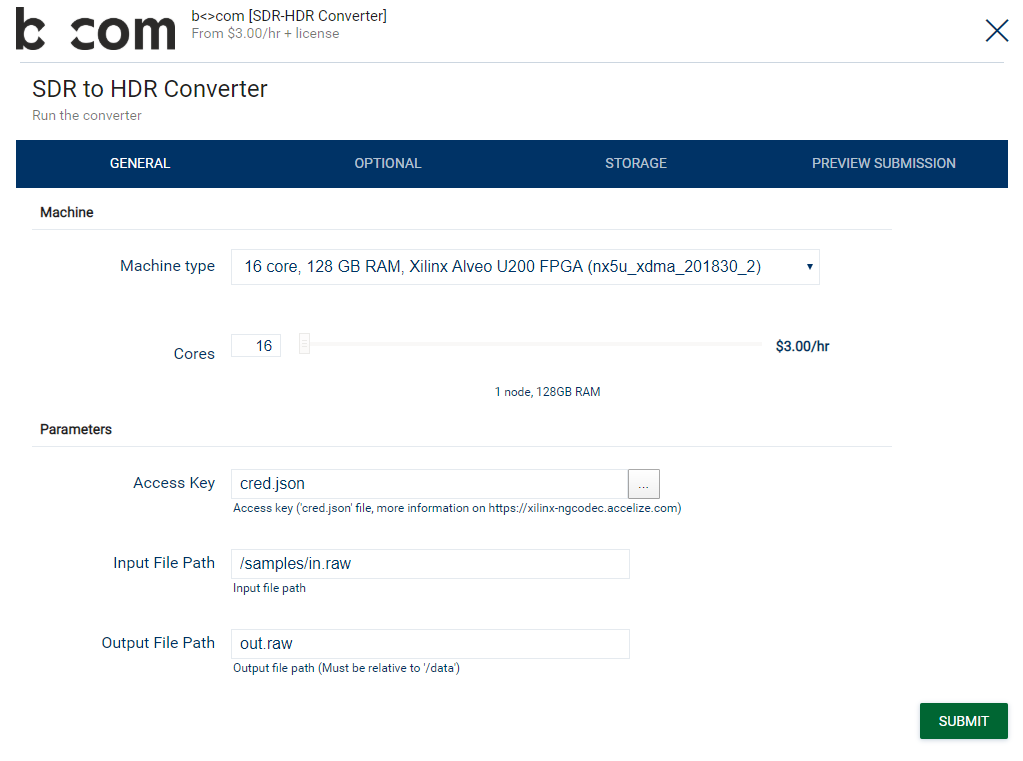 b com
b<>com [SDR-HDR Converter]
From $3.00/hr + license
SDR to HDR Converter
Run the converter
GENERAL OPTIONAL STORAGE PREVIEW SUBMISSION
Machine
Machine type 16 core, 128 GB RAM, Xilinx Alveo U200 FPGA (nx5u_xdma_201830_2)
Cores 16 $3.00/hr
1 node, 128GB RAM
Parameters
Access Key cred.json ...
Access key ('cred.json' file, more information on https://xilinx-ngcodec.accelize.com)
Input File Path /samples/in.raw
Input file path
Output File Path out.raw
Output file path (Must be relative to '/data')
SUBMIT